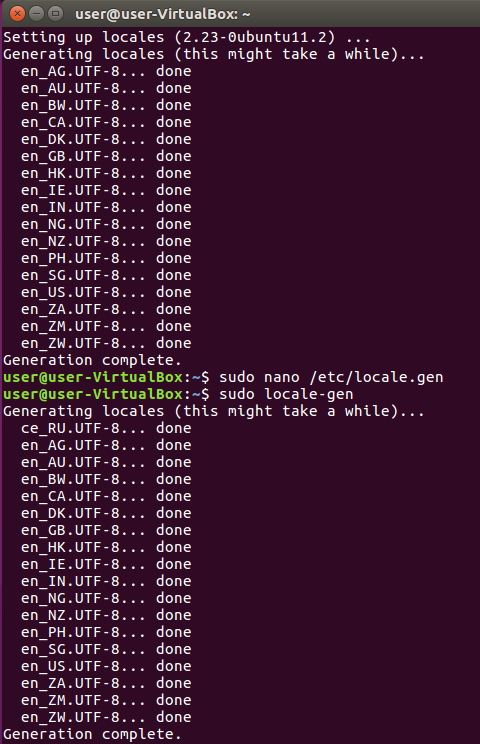 user@user-VirtualBox: ~
Setting up locales (2.23-0ubuntu11.2) ...
Generating locales (this might take a while)...
  en_AG.UTF-8... done
  en_AU.UTF-8... done
  en_BW.UTF-8... done
  en_CA.UTF-8... done
  en_DK.UTF-8... done
  en_GB.UTF-8... done
  en_HK.UTF-8... done
  en_IE.UTF-8... done
  en_IN.UTF-8... done
  en_NG.UTF-8... done
  en_NZ.UTF-8... done
  en_PH.UTF-8... done
  en_SG.UTF-8... done
  en_US.UTF-8... done
  en_ZA.UTF-8... done
  en_ZM.UTF-8... done
  en_ZW.UTF-8... done
Generation complete.
user@user-VirtualBox:~$ sudo nano /etc/locale.gen
user@user-VirtualBox:~$ sudo locale-gen
Generating locales (this might take a while)...
  ce_RU.UTF-8... done
  en_AG.UTF-8... done
  en_AU.UTF-8... done
  en_BW.UTF-8... done
  en_CA.UTF-8... done
  en_DK.UTF-8... done
  en_GB.UTF-8... done
  en_HK.UTF-8... done
  en_IE.UTF-8... done
  en_IN.UTF-8... done
  en_NG.UTF-8... done
  en_NZ.UTF-8... done
  en_PH.UTF-8... done
  en_SG.UTF-8... done
  en_US.UTF-8... done
  en_ZA.UTF-8... done
  en_ZM.UTF-8... done
  en_ZW.UTF-8... done
Generation complete.